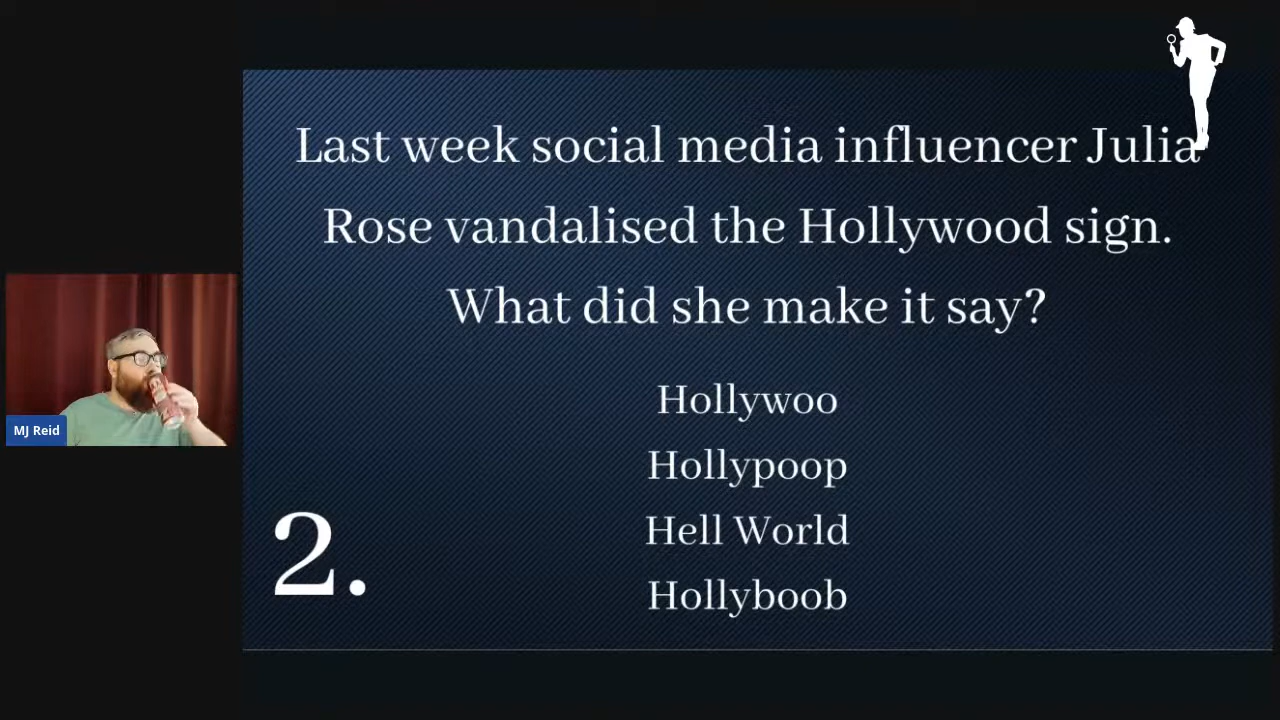 Last week social media influencer Julia
Rose vandalised the Hollywood sign.
What did she make it say?
Hollywoo
Hollypoop
Hell World
Hollyboob
2.
MJ Reid